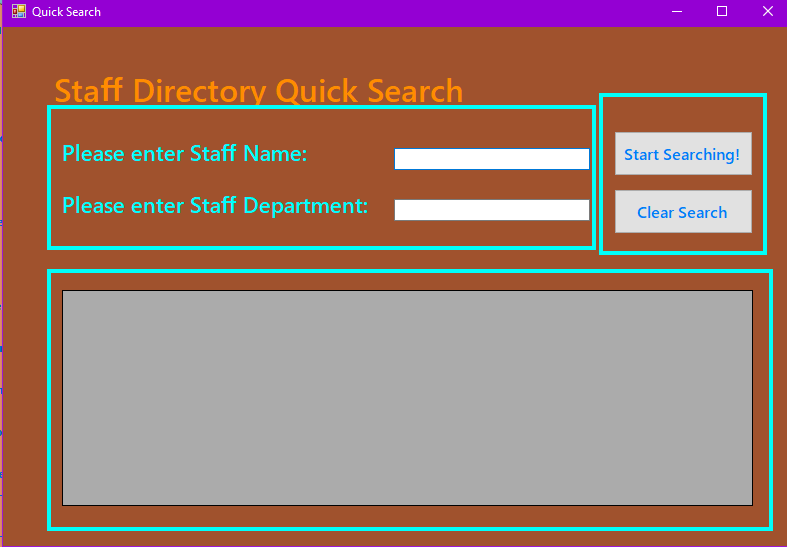 Quick Search
Staff Directory Quick Search
Please enter Staff Name:
Start Searching!
Please enter Staff Department:
Clear Search